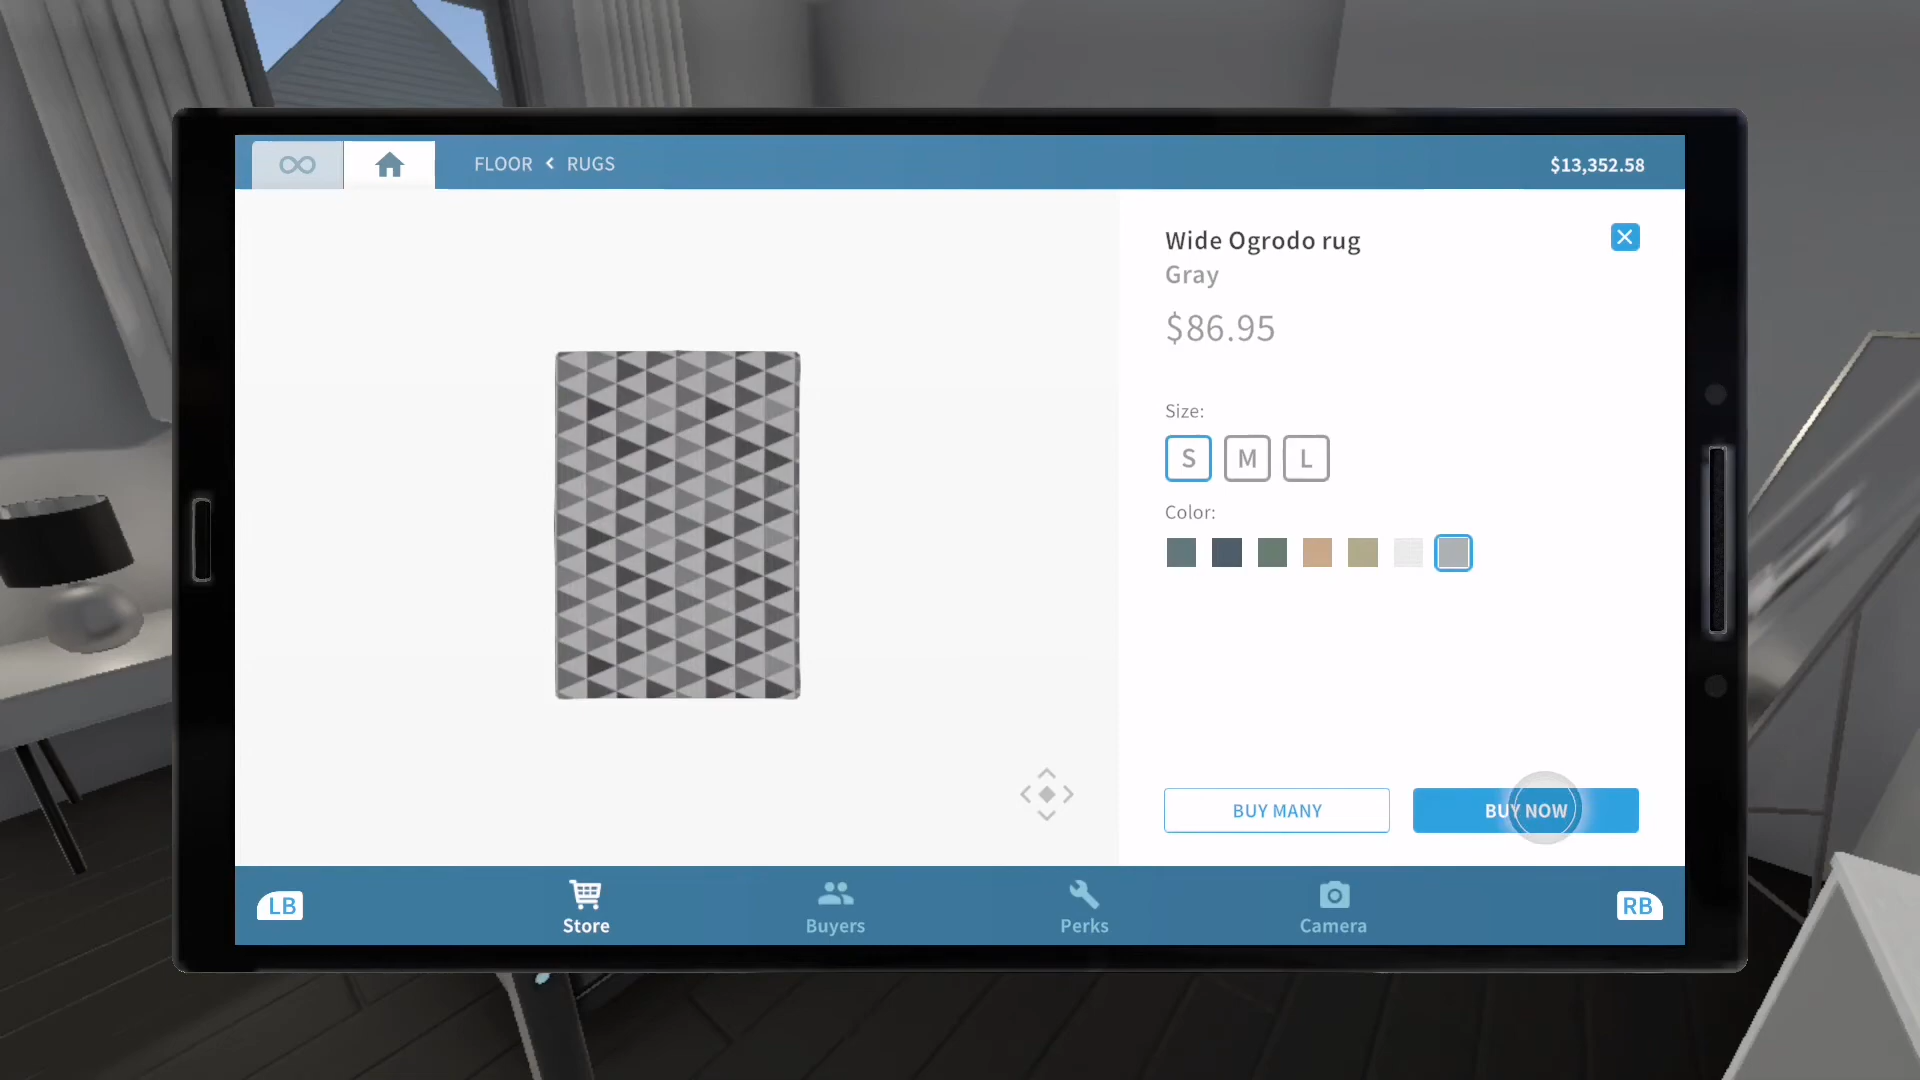 FLOOR < RUGS
$13,352.58
Wide Ogrodo rug
Gray
$86.95
Size:
S M L
Color:
BUY MANY
BUY NOW
LB
Store
Buyers
Perks
Camera
RB